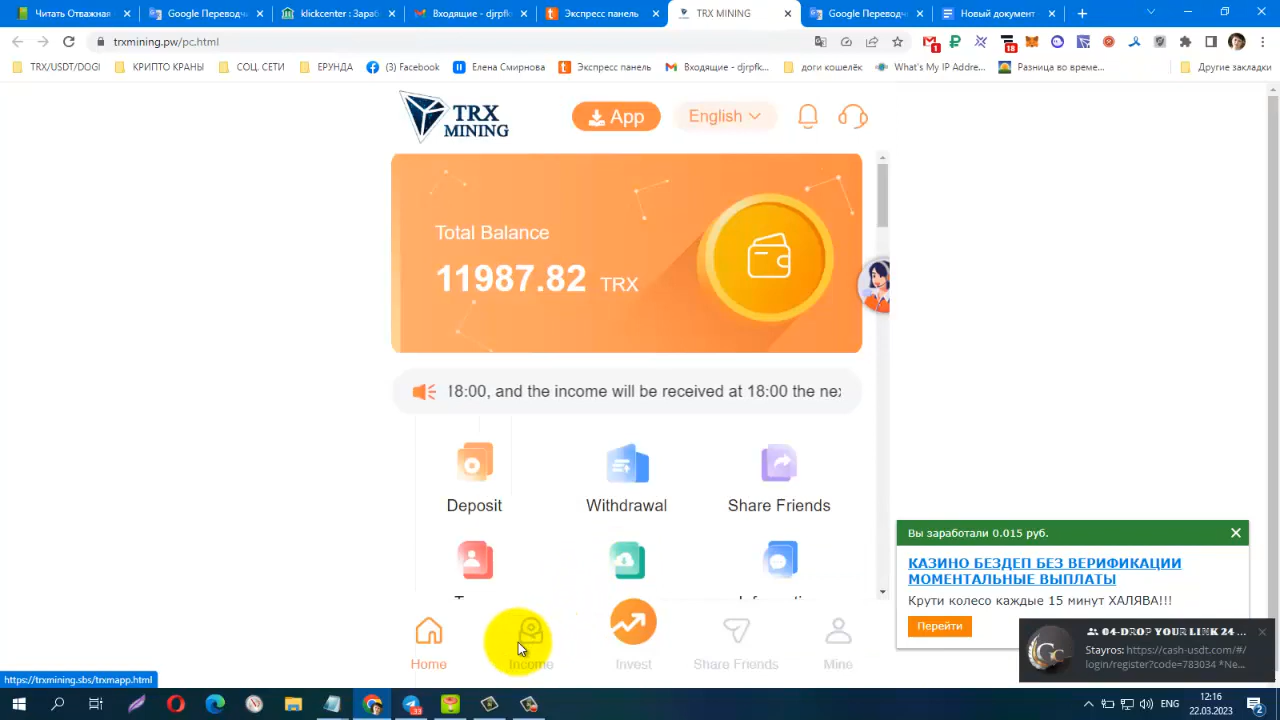 Читать Отважная
Google Переводч
klickcenter : Зараб
Входящие - djrpfk
Экспресс панель
TRX MINING
Google Переводч
Новый документ
trxmining.pw/pc.html
1
18
TRX/USDT/DOGI
КРИПТО КРАНЫ
СОЦ. СЕТИ
ЕРУНДА
(3) Facebook
Елена Смирнова
Экспресс панель
Входящие - djrpfk...
доги кошелёк
What's My IP Addre...
Разница во време...
Другие закладки
TRX
MINING
App
English
Total Balance
11987.82 TRX
18:00, and the income will be received at 18:00 the nex
Deposit
Withdrawal
Share Friends
Home
Income
Invest
Share Friends
Mine
Вы заработали 0.015 руб.
КАЗИНО БЕЗДЕП БЕЗ ВЕРИФИКАЦИИ
МОМЕНТАЛЬНЫЕ ВЫПЛАТЫ
Крути колесо каждые 15 минут ХАЛЯВА!!!
Перейти
04-DROP YOUR LINK 24 ...
Stayros: https://cash-usdt.com/#/
login/register?code=783034 *Ne...
https://trxmining.sbs/trxmapp.html
ENG
12:16
22.03.2023
2